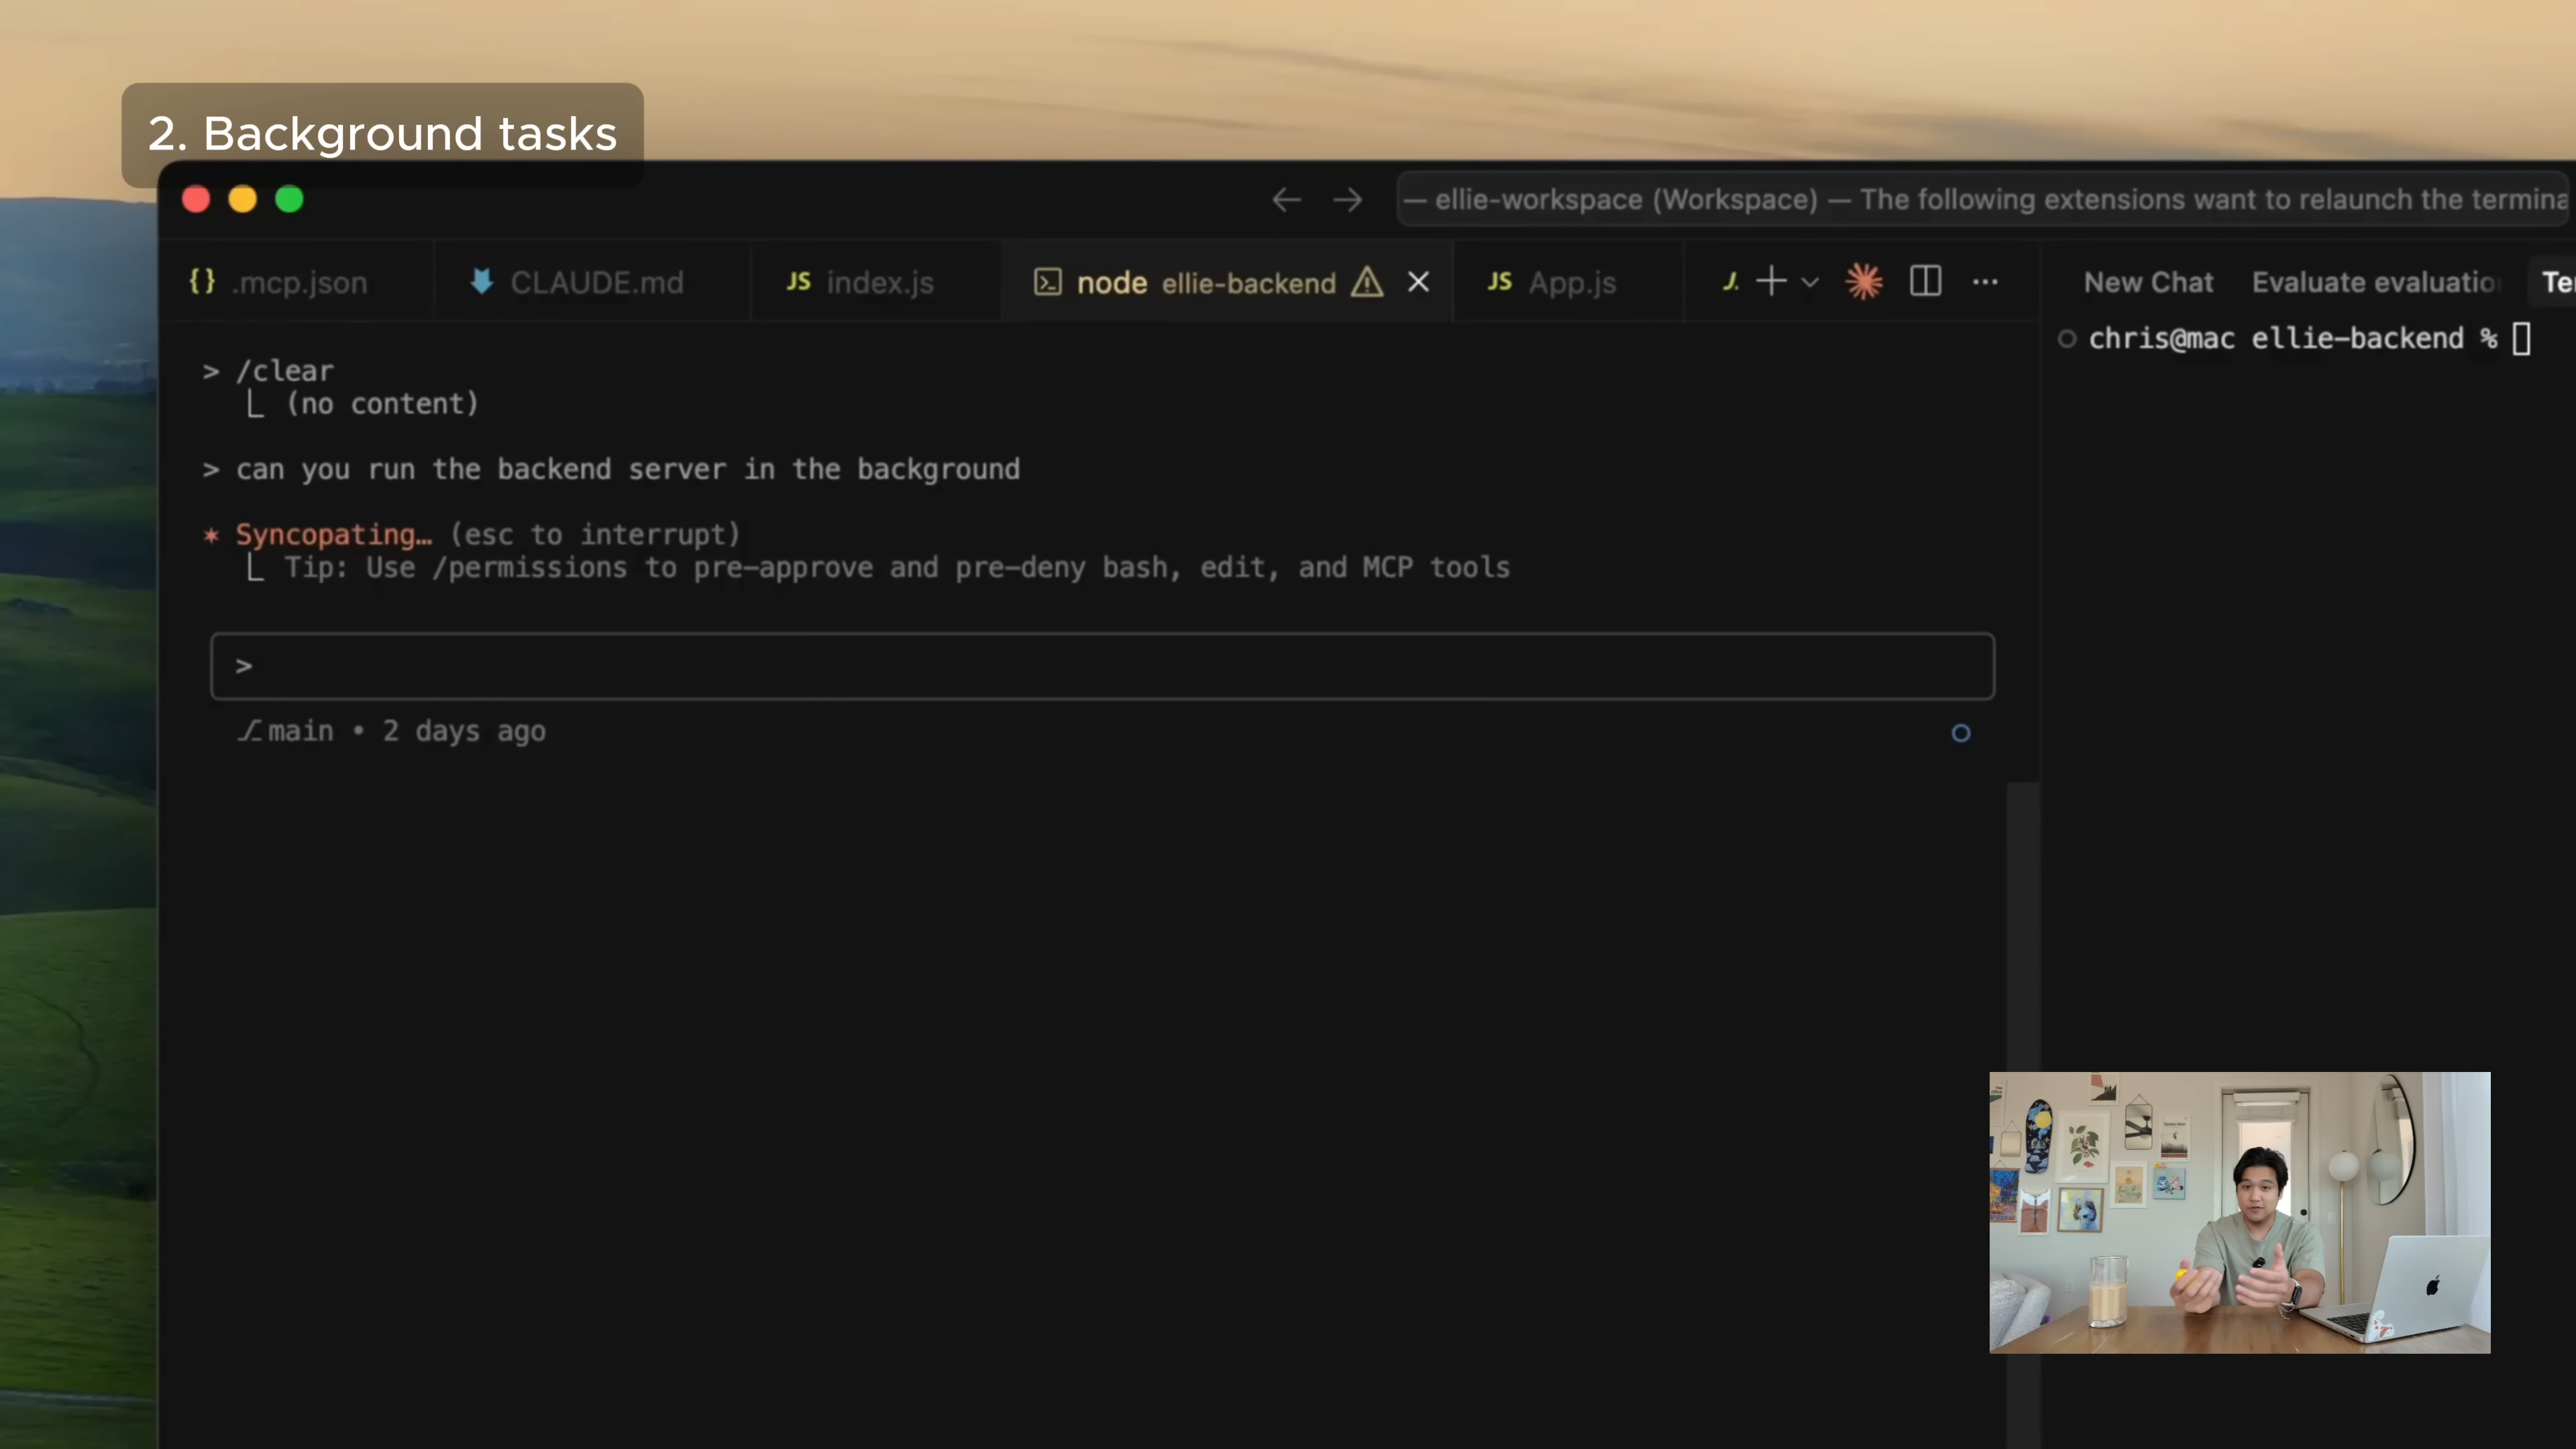 2. Background tasks
— ellie-workspace (Workspace) — The following extensions want to relaunch the termina
{} .mcp.json
CLAUDE.md
JS index.js
node ellie-backend
JS App.js
New Chat
Evaluate evaluatio
Te
> /clear
(no content)
> can you run the backend server in the background
* Syncopating… (esc to interrupt)
Tip: Use /permissions to pre-approve and pre-deny bash, edit, and MCP tools
>
main • 2 days ago
chris@mac ellie-backend %